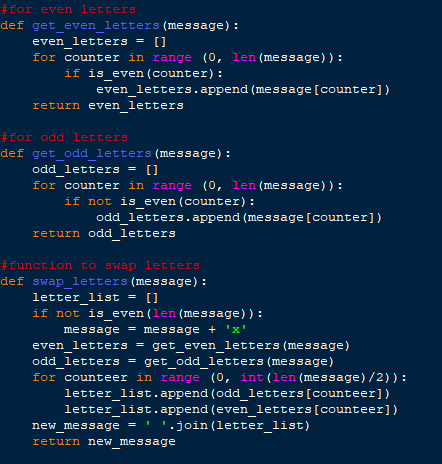 #for even letters
def get_even_letters(message):
    even_letters = []
    for counter in range (0, len(message)):
        if is_even(counter):
            even_letters.append(message[counter])
    return even_letters

#for odd letters
def get_odd_letters(message):
    odd_letters = []
    for counter in range (0, len(message)):
        if not is_even(counter):
            odd_letters.append(message[counter])
    return odd_letters

#function to swap letters
def swap_letters(message):
    letter_list = []
    if not is_even(len(message)):
        message = message + 'x'
    even_letters = get_even_letters(message)
    odd_letters = get_odd_letters(message)
    for counteer in range (0, int(len(message)/2)):
        letter_list.append(odd_letters[counteer])
        letter_list.append(even_letters[counteer])
    new_message = ' '.join(letter_list)
    return new_message